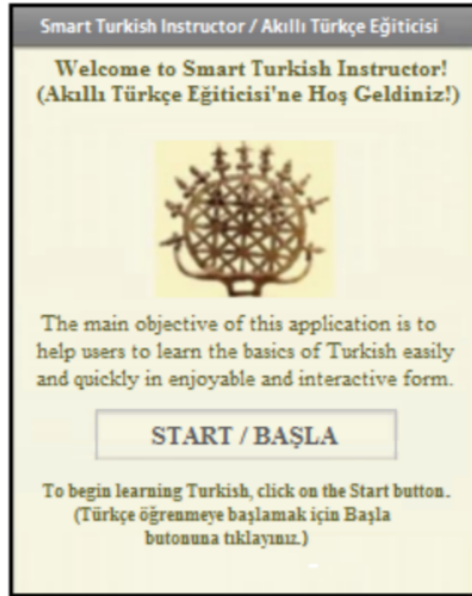 Smart Turkish Instructor / Akıllı Türkçe Eğiticisi
Welcome to Smart Turkish Instructor!
(Akıllı Türkçe Eğiticisi'ne Hoş Geldiniz!)
The main objective of this application is to
help users to learn the basics of Turkish easily
and quickly in enjoyable and interactive form.
START / BAŞLA
To begin learning Turkish, click on the Start button.
(Türkçe öğrenmeye başlamak için Başla
butonuna tıklayınız.)